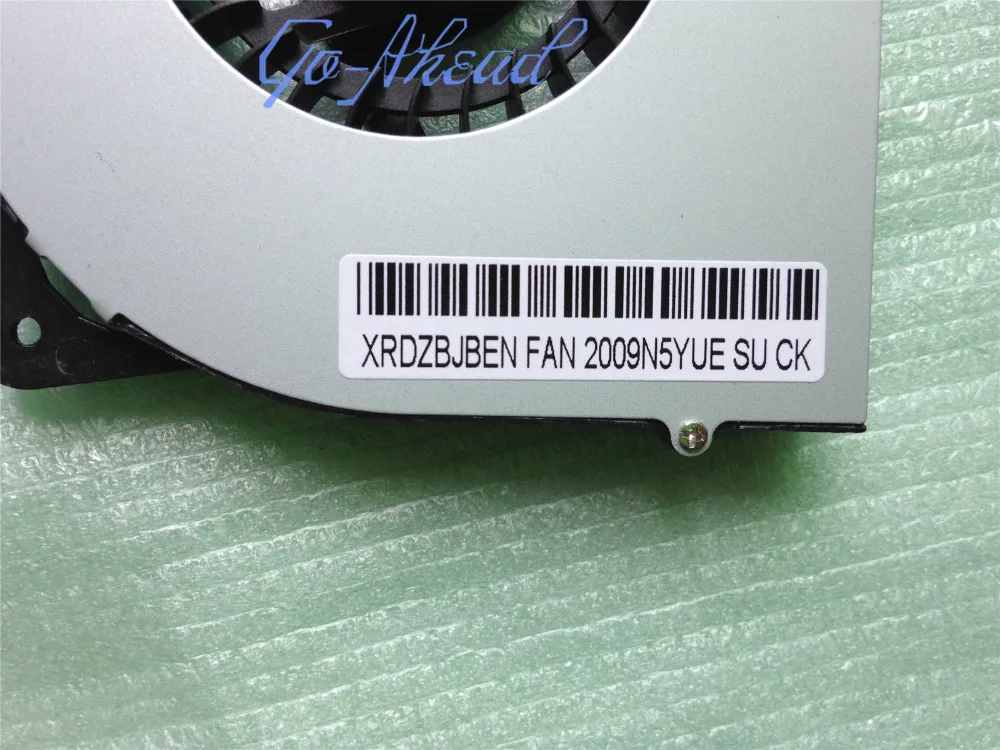 Go-Ahead
XRDZBJBEN FAN 2009N5YUE SU CK